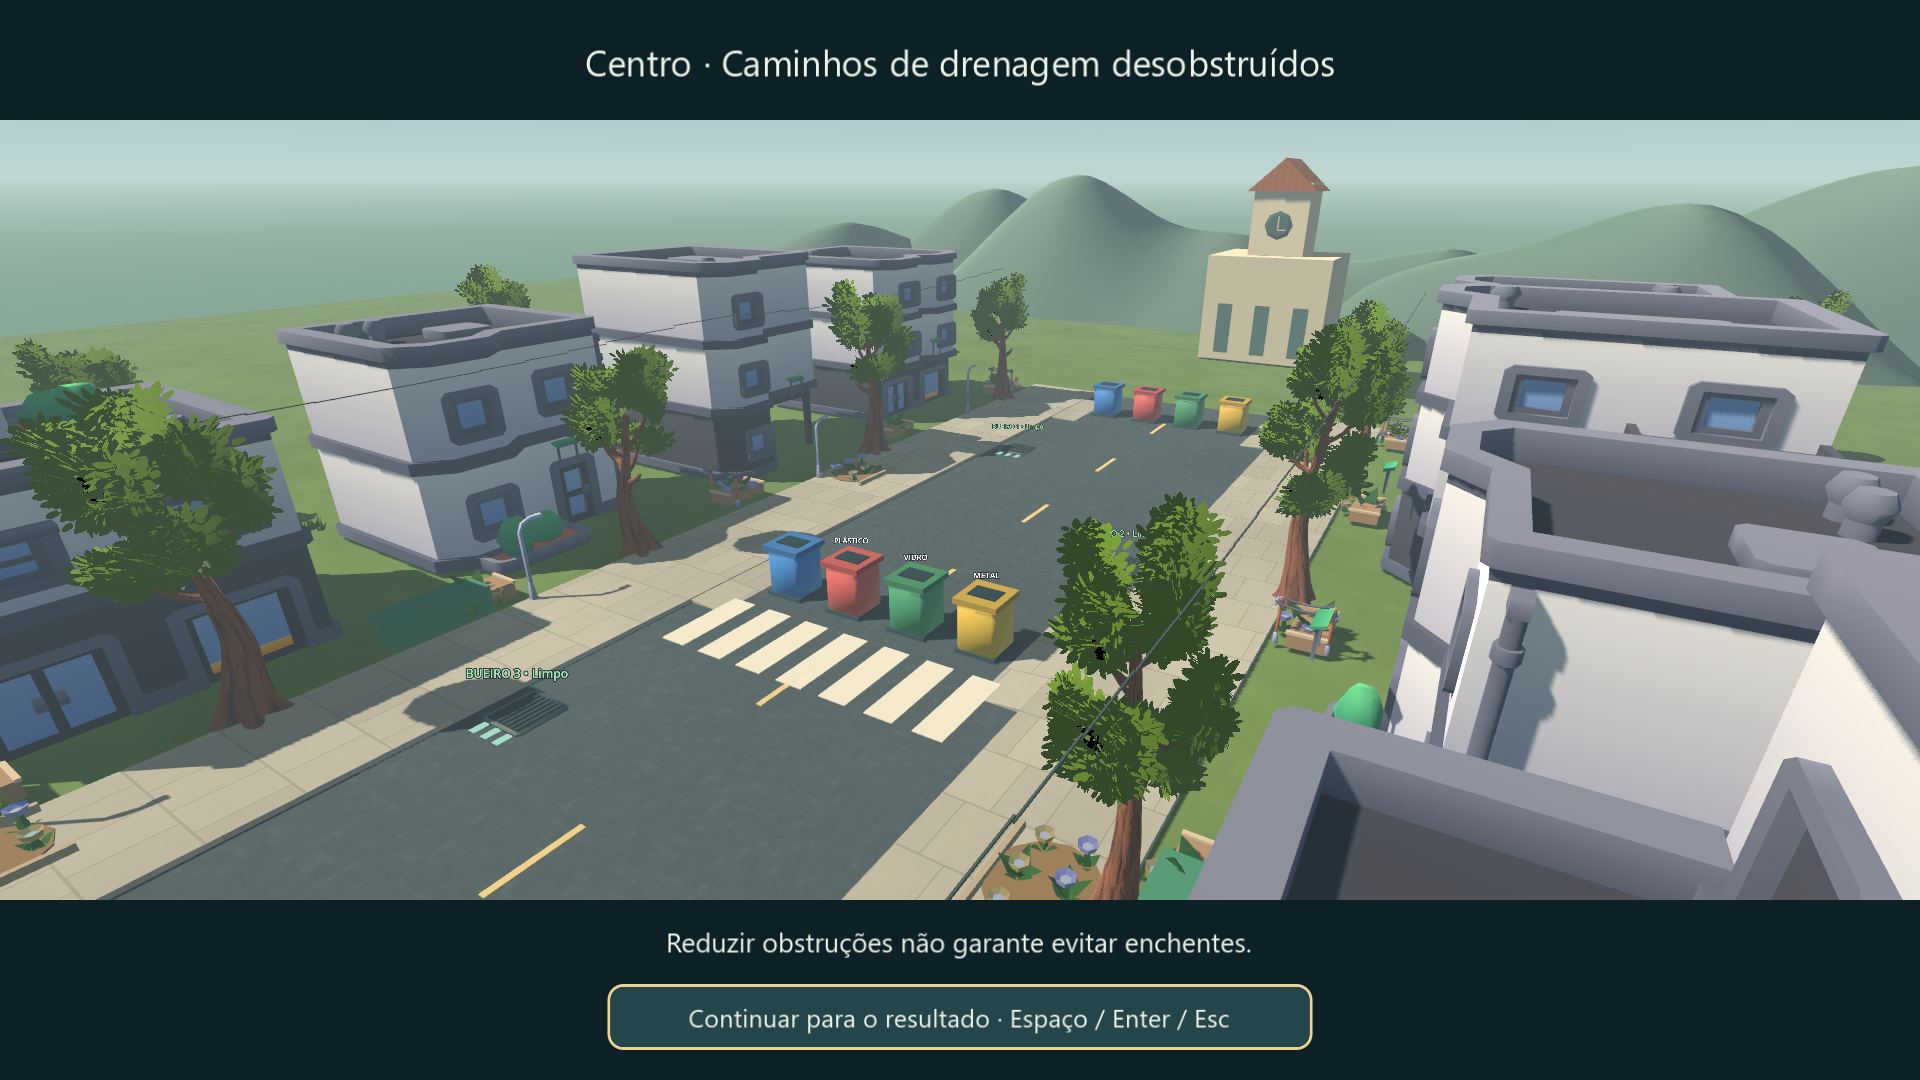 Centro · Caminhos de drenagem desobstruídos
PLÁSTICO
VIDRO
METAL
BUEIRO 3 • Limpo
Reduzir obstruções não garante evitar enchentes.
Continuar para o resultado · Espaço / Enter / Esc